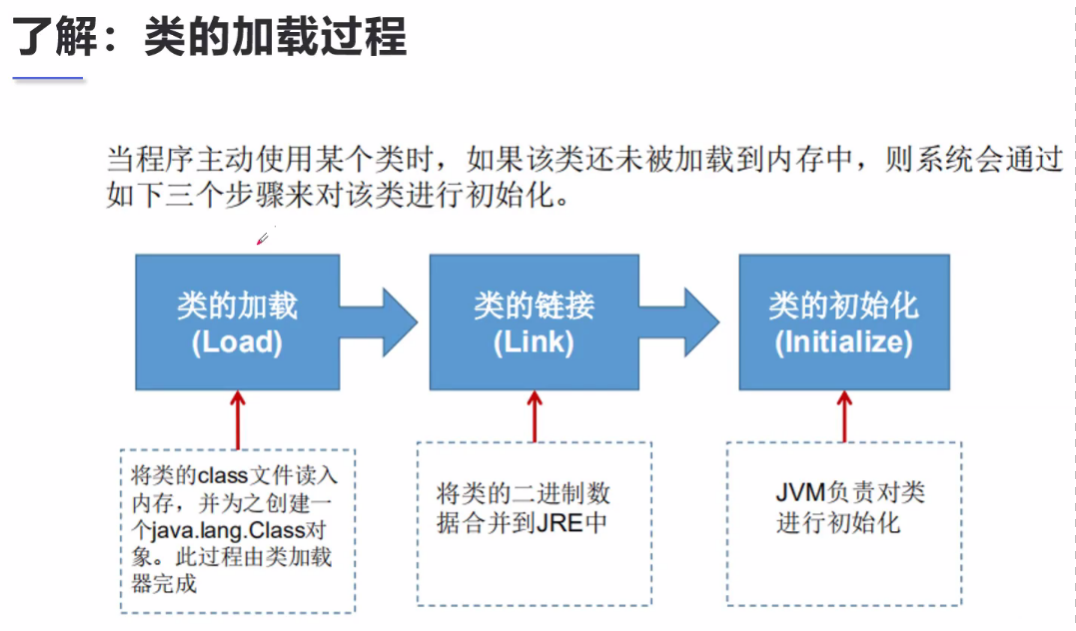 了解：类的加载过程
当程序主动使用某个类时，如果该类还未被加载到内存中，则系统会通过
如下三个步骤来对该类进行初始化。
类的加载
(Load)
类的链接
(Link)
类的初始化
(Initialize)
将类的class文件读入
内存，并为之创建一
个java.lang.Class对
象。此过程由类加载
器完成
将类的二进制数
据合并到JRE中
JVM负责对类
进行初始化